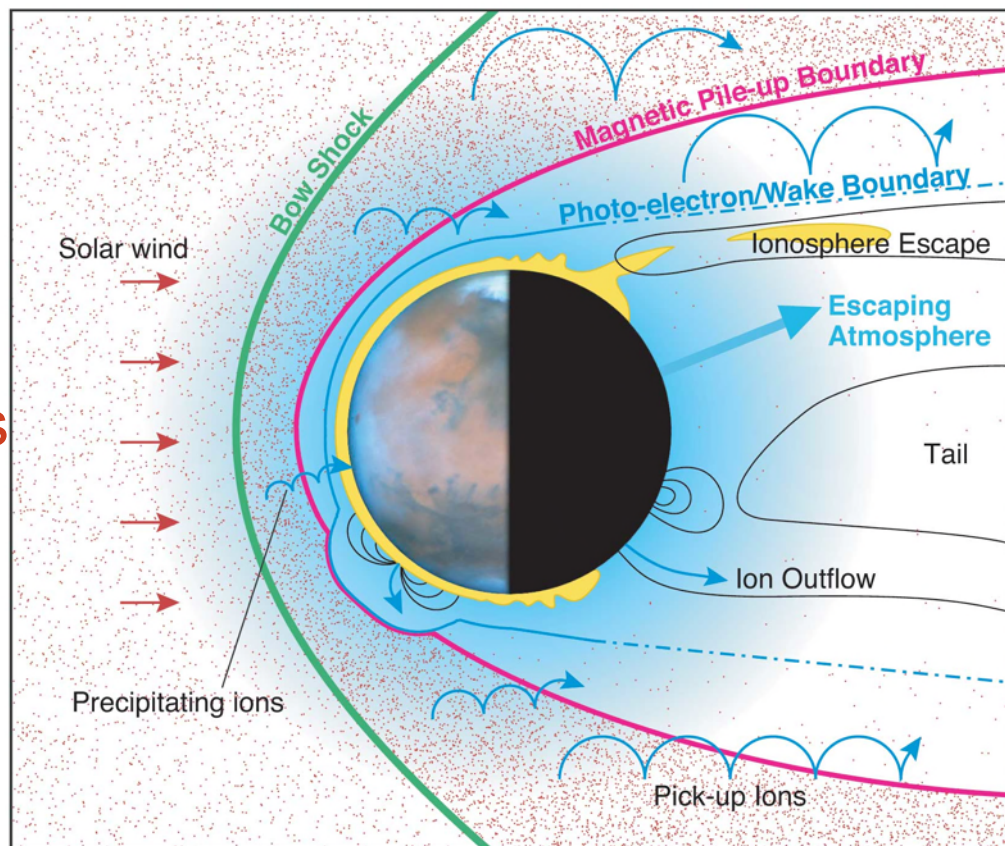 Magnetic Pile-up Boundary
Bow Shock
Photo-electron/Wake Boundary
Solar wind
Ionosphere Escape
Escaping
Atmosphere
s
Tail
Ion Outflow
Precipitating ions
Pick-up Ions